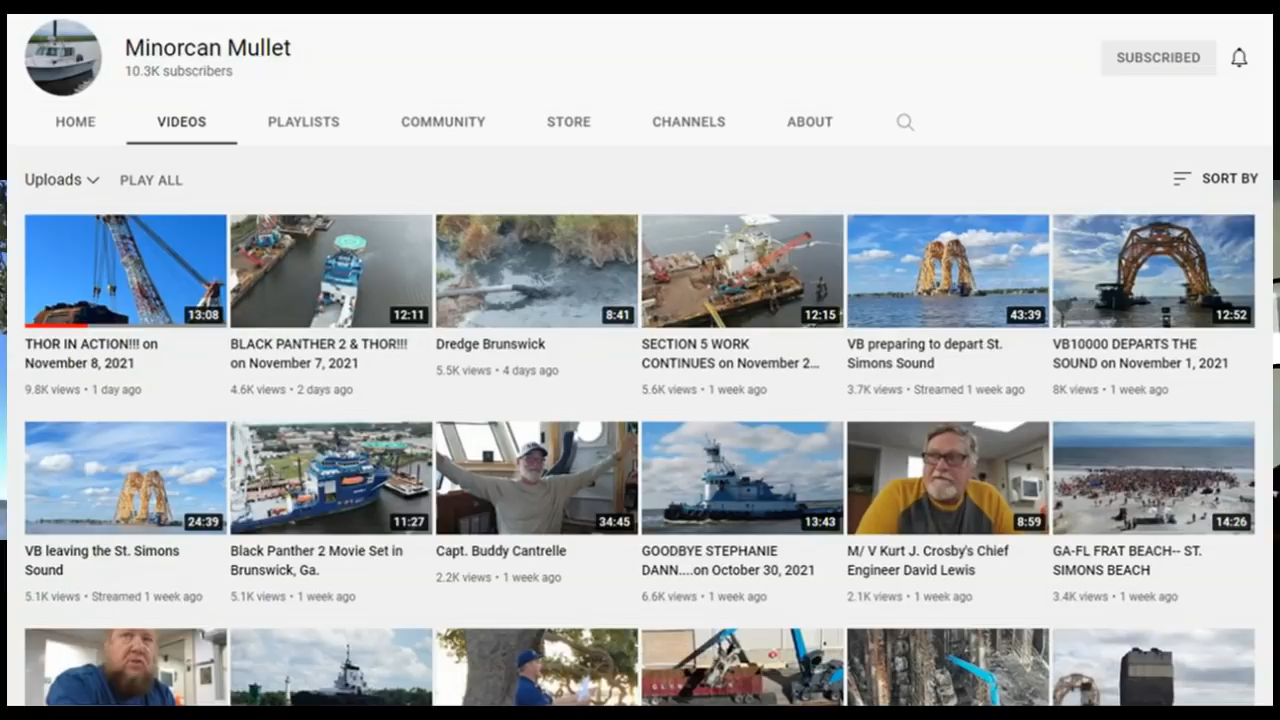 Minorcan Mullet
10.3K subscribers
SUBSCRIBED
HOME VIDEOS PLAYLISTS COMMUNITY STORE CHANNELS ABOUT
Uploads PLAY ALL SORT BY
13:08 12:11 8:41 12:15 43:39 12:52
THOR IN ACTION!!! on
November 8, 2021
9.8K views • 1 day ago
BLACK PANTHER 2 & THOR!!!
on November 7, 2021
4.6K views • 2 days ago
Dredge Brunswick
5.5K views • 4 days ago
SECTION 5 WORK
CONTINUES on November 2...
5.6K views • 1 week ago
VB preparing to depart St.
Simons Sound
3.7K views • Streamed 1 week ago
VB10000 DEPARTS THE
SOUND on November 1, 2021
8K views • 1 week ago
24:39 11:27 34:45 13:43 8:59 14:26
VB leaving the St. Simons
Sound
5.1K views • Streamed 1 week ago
Black Panther 2 Movie Set in
Brunswick, Ga.
5.1K views • 1 week ago
Capt. Buddy Cantrelle
2.2K views • 1 week ago
GOODBYE STEPHANIE
DANN....on October 30, 2021
6.6K views • 1 week ago
M/ V Kurt J. Crosby's Chief
Engineer David Lewis
2.1K views • 1 week ago
GA-FL FRAT BEACH-- ST.
SIMONS BEACH
3.4K views • 1 week ago